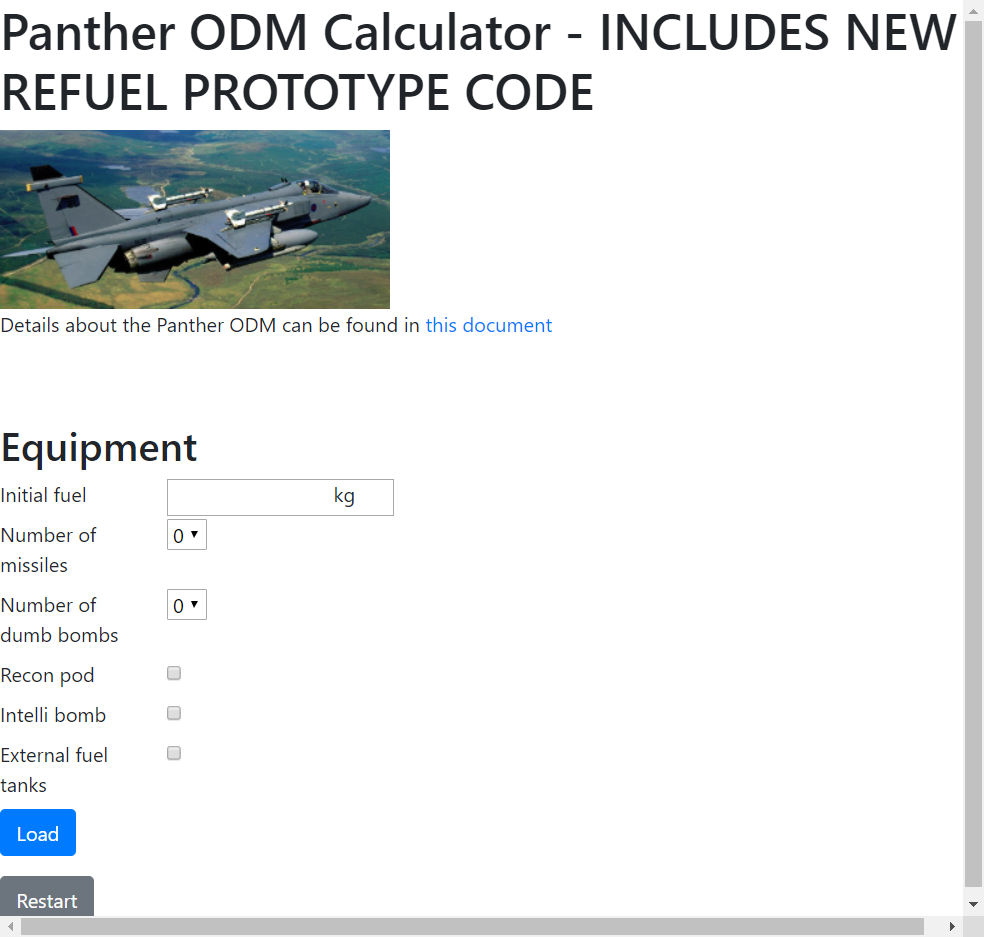 Panther ODM Calculator - INCLUDES NEW
REFUEL PROTOTYPE CODE
Details about the Panther ODM can be found in this document
Equipment
Initial fuel kg
Number of
missiles 0
Number of
dumb bombs 0
Recon pod
Intelli bomb
External fuel
tanks
Load
Restart